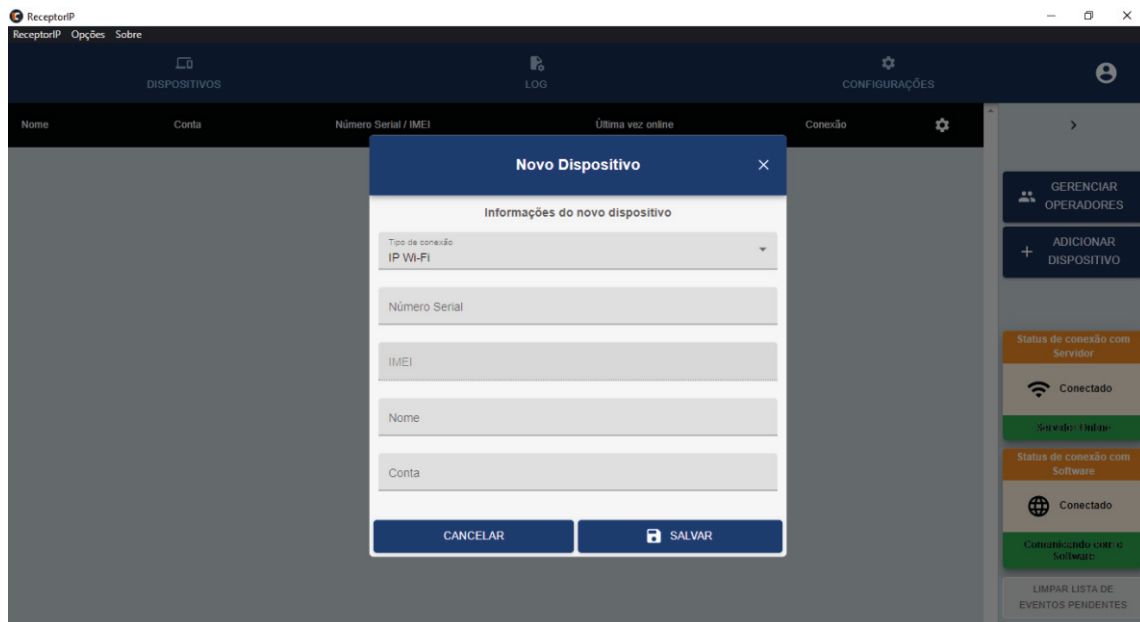 ReceptorIP
ReceptorIP Opções Sobre
DISPOSITIVOS
LOG
CONFIGURAÇÕES
Nome Conta Número Serial / IMEI Última vez online Conexão
Novo Dispositivo
Informações do novo dispositivo
Tipo de conexão
IP Wi-Fi
Número Serial
IMEI
Nome
Conta
CANCELAR
SALVAR
GERENCIAR
OPERADORES
ADICIONAR
DISPOSITIVO
Status de conexão com
Servidor
Conectado
Servidor Online
Status de conexão com
Software
Conectado
Comunicando com o
Software
LIMPAR LISTA DE
EVENTOS PENDENTES